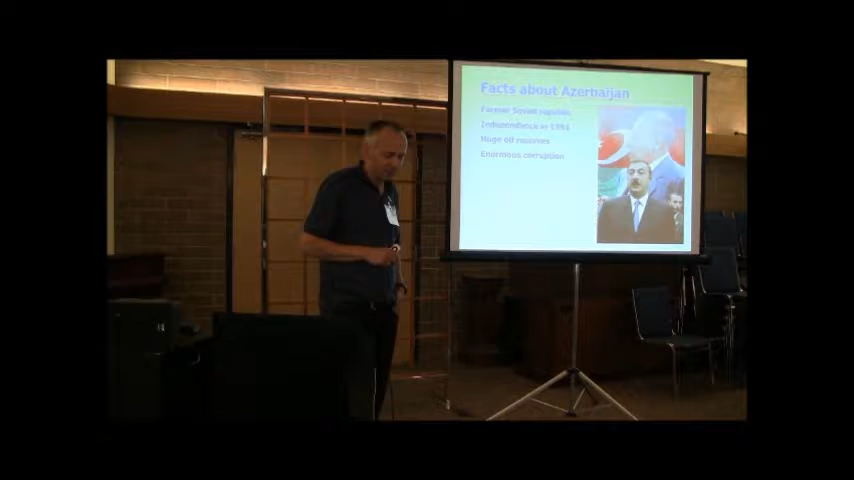 Facts about Azerbaijan
Former Soviet republic
Independence in 1991
Huge oil reserves
Enormous corruption